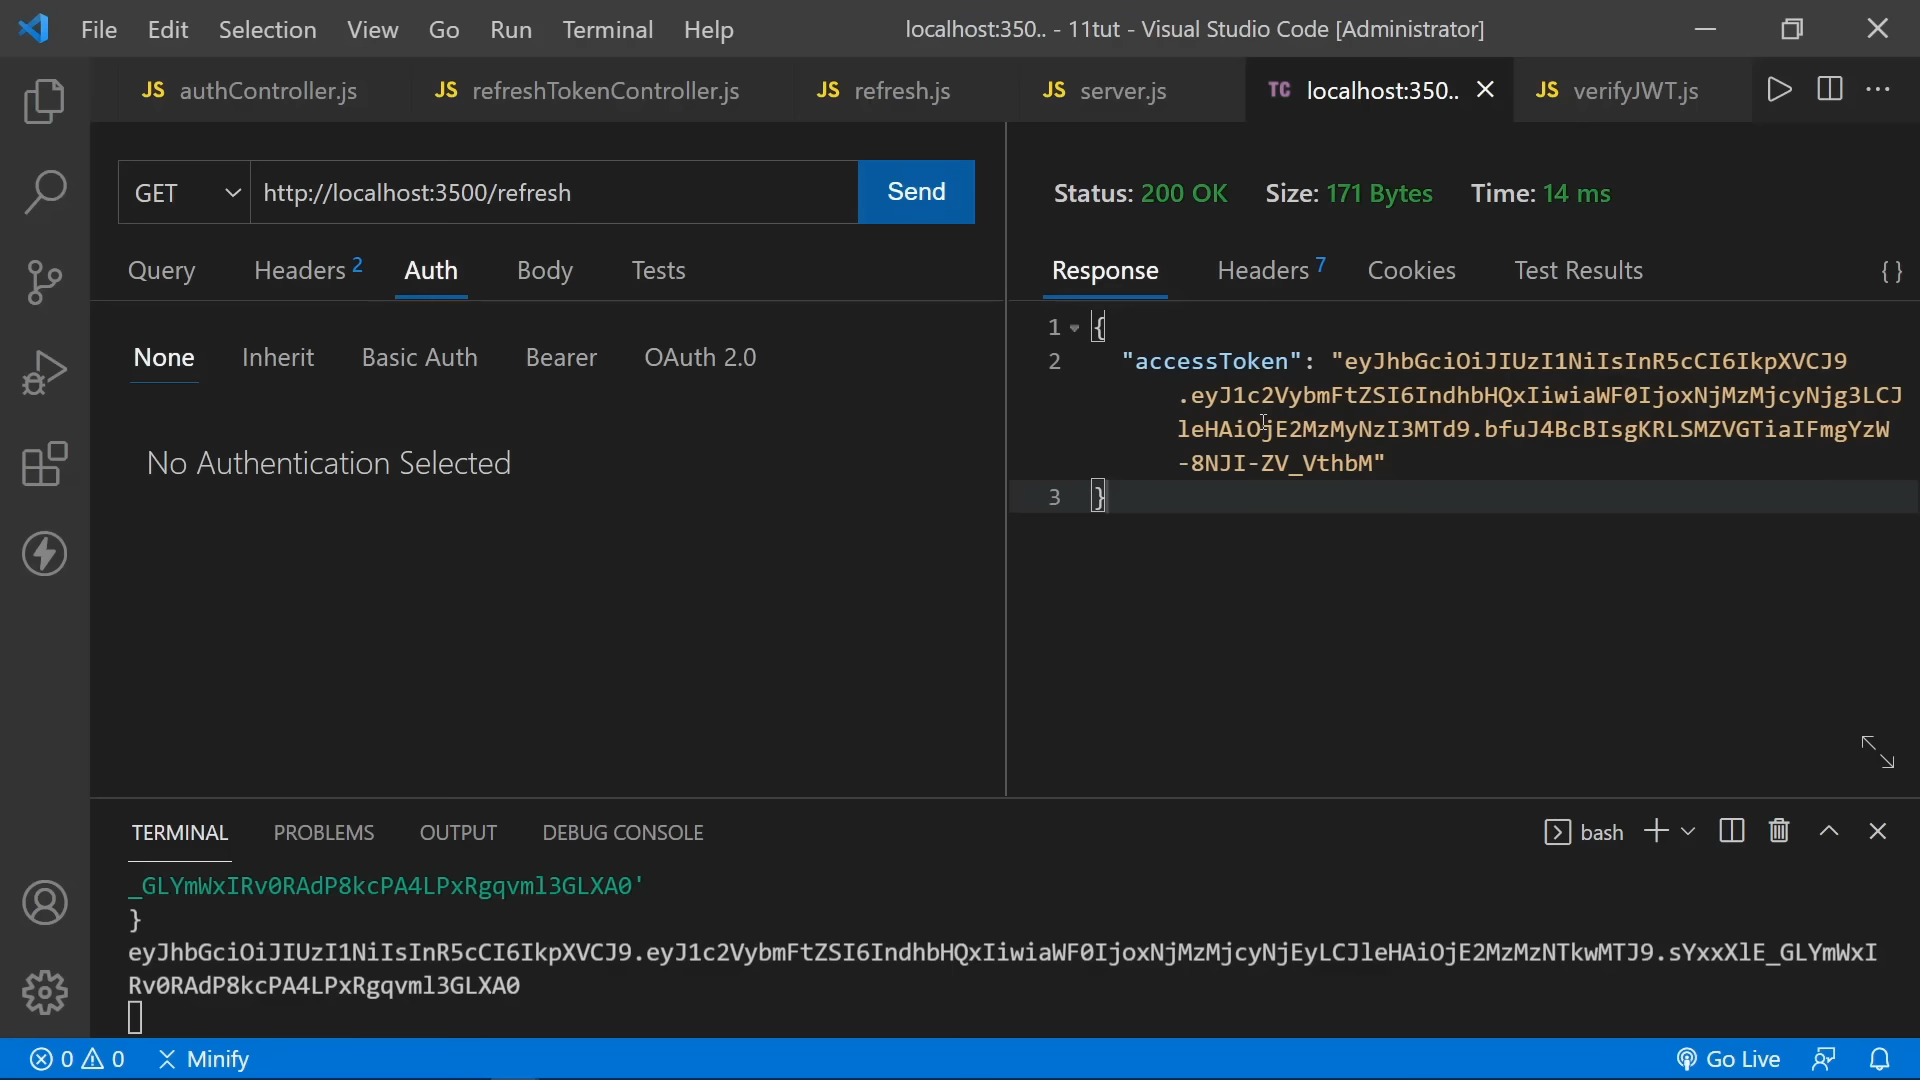 File Edit Selection View Go Run Terminal Help localhost:350.. - 11tut - Visual Studio Code [Administrator]
JS authController.js JS refreshTokenController.js JS refresh.js JS server.js TC localhost:350.. JS verifyJWT.js
GET http://localhost:3500/refresh Send
Status: 200 OK Size: 171 Bytes Time: 14 ms
Query Headers 2 Auth Body Tests
Response Headers 7 Cookies Test Results { }
None Inherit Basic Auth Bearer OAuth 2.0
No Authentication Selected
1 {
2 "accessToken": "eyJhbGciOiJIUzI1NiIsInR5cCI6IkpXVCJ9
.eyJ1c2VybmFtZSI6IndhbHQxIiwiaWF0IjoxNjMzMjcyNjg3LCJ
leHAiOjE2MzMyNzI3MTd9.bfuJ4BcBIsgKRLSMZVGTiaIFmgYzW
-8NJI-ZV_VthbM"
3 }
TERMINAL PROBLEMS OUTPUT DEBUG CONSOLE bash
_GLYmWxIRv0RAdP8kcPA4LPxRgqvml3GLXA0'
}
eyJhbGciOiJIUzI1NiIsInR5cCI6IkpXVCJ9.eyJ1c2VybmFtZSI6IndhbHQxIiwiaWF0IjoxNjMzMjcyNjEyLCJleHAiOjE2MzMzNTkwMTJ9.sYxxXlE_GLYmWxI
Rv0RAdP8kcPA4LPxRgqvml3GLXA0
0 0 Minify Go Live